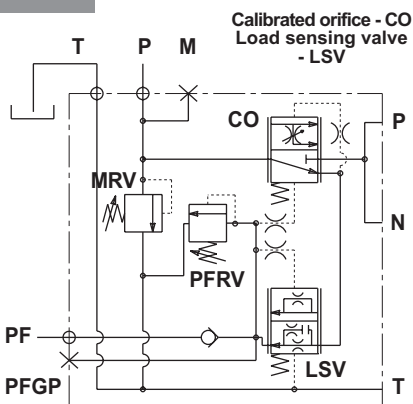 Calibrated orifice - CO
Load sensing valve
- LSV
T P M
CO
P
MRV
N
PFRV
PF
LSV
PFGP
T